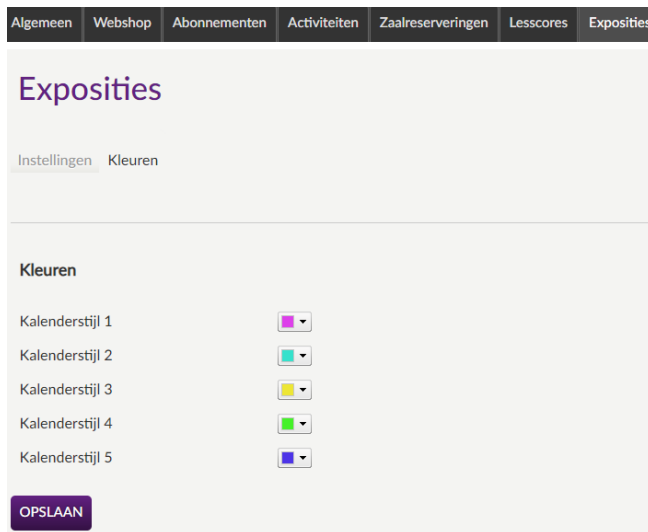 Algemeen Webshop Abonnementen Activiteiten Zaalreserveringen Lesscores Exposities
Exposities
Instellingen Kleuren
Kleuren
Kalenderstijl 1
Kalenderstijl 2
Kalenderstijl 3
Kalenderstijl 4
Kalenderstijl 5
OPSLAAN